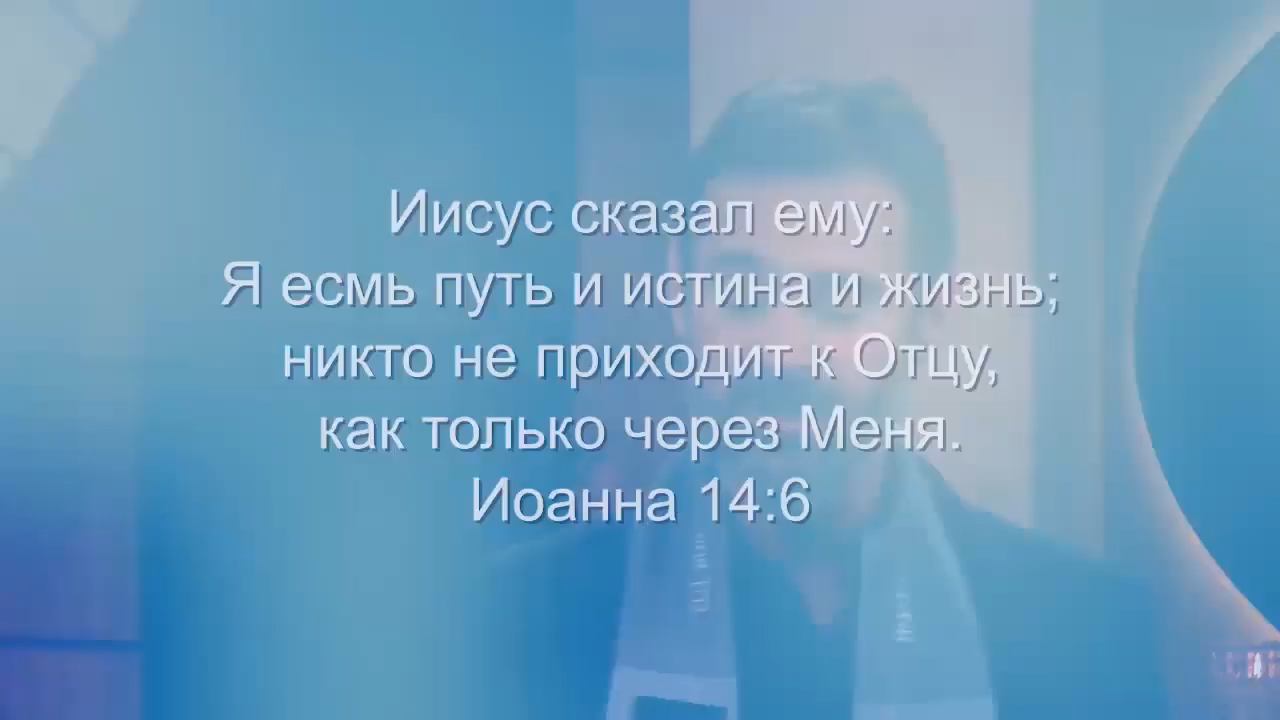 Иисус сказал ему:
Я есмь путь и истина и жизнь;
никто не приходит к Отцу,
как только через Меня.
Иоанна 14:6